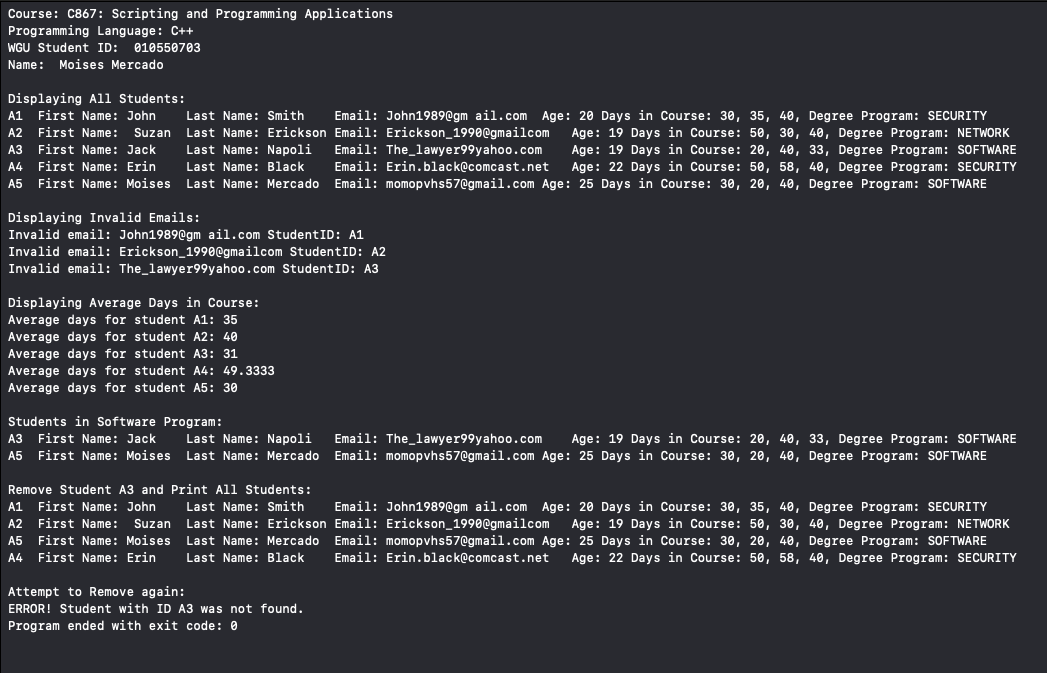 Course: C867: Scripting and Programming Applications
Programming Language: C++
WGU Student ID:  010550703
Name:  Moises Mercado
Displaying All Students:
A1  First Name: John    Last Name: Smith    Email: John1989@gm ail.com  Age: 20 Days in Course: 30, 35, 40, Degree Program: SECURITY
A2  First Name:  Suzan  Last Name: Erickson Email: Erickson_1990@gmailcom   Age: 19 Days in Course: 50, 30, 40, Degree Program: NETWORK
A3  First Name: Jack    Last Name: Napoli   Email: The_lawyer99yahoo.com    Age: 19 Days in Course: 20, 40, 33, Degree Program: SOFTWARE
A4  First Name: Erin    Last Name: Black    Email: Erin.black@comcast.net   Age: 22 Days in Course: 50, 58, 40, Degree Program: SECURITY
A5  First Name: Moises  Last Name: Mercado  Email: momopvhs57@gmail.com Age: 25 Days in Course: 30, 20, 40, Degree Program: SOFTWARE
Displaying Invalid Emails:
Invalid email: John1989@gm ail.com StudentID: A1
Invalid email: Erickson_1990@gmailcom StudentID: A2
Invalid email: The_lawyer99yahoo.com StudentID: A3
Displaying Average Days in Course:
Average days for student A1: 35
Average days for student A2: 40
Average days for student A3: 31
Average days for student A4: 49.3333
Average days for student A5: 30
Students in Software Program:
A3  First Name: Jack    Last Name: Napoli   Email: The_lawyer99yahoo.com    Age: 19 Days in Course: 20, 40, 33, Degree Program: SOFTWARE
A5  First Name: Moises  Last Name: Mercado  Email: momopvhs57@gmail.com Age: 25 Days in Course: 30, 20, 40, Degree Program: SOFTWARE
Remove Student A3 and Print All Students:
A1  First Name: John    Last Name: Smith    Email: John1989@gm ail.com  Age: 20 Days in Course: 30, 35, 40, Degree Program: SECURITY
A2  First Name:  Suzan  Last Name: Erickson Email: Erickson_1990@gmailcom   Age: 19 Days in Course: 50, 30, 40, Degree Program: NETWORK
A5  First Name: Moises  Last Name: Mercado  Email: momopvhs57@gmail.com Age: 25 Days in Course: 30, 20, 40, Degree Program: SOFTWARE
A4  First Name: Erin    Last Name: Black    Email: Erin.black@comcast.net   Age: 22 Days in Course: 50, 58, 40, Degree Program: SECURITY
Attempt to Remove again:
ERROR! Student with ID A3 was not found.
Program ended with exit code: 0